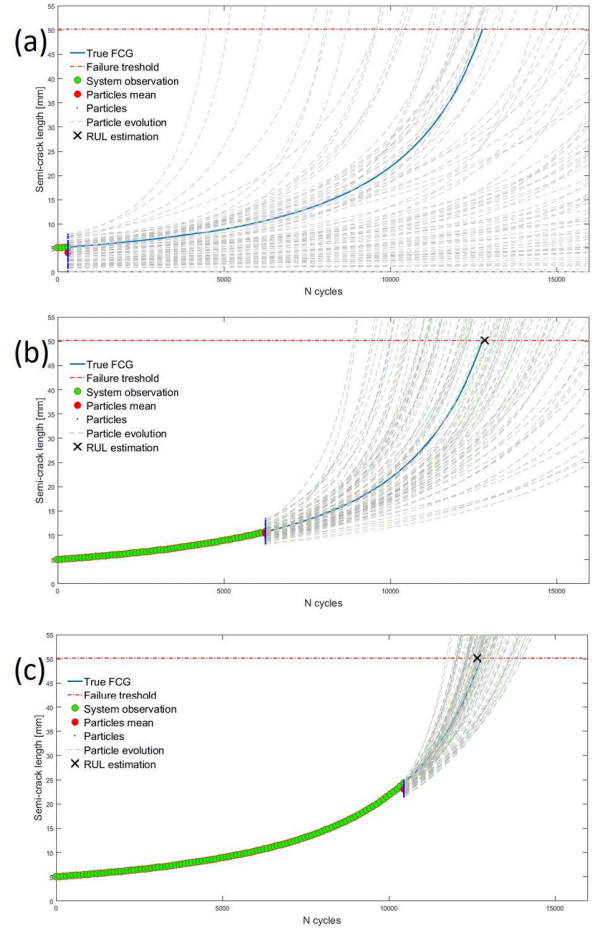 (a)
Semi-crack length [mm]
55
50
45
40
35
30
25
20
15
10
5
0
True FCG
Failure treshold
System observation
Particles mean
Particles
Particle evolution
RUL estimation
0
5000
10000
15000
N cycles
(b)
Semi-crack length [mm]
55
50
45
40
35
30
25
20
15
10
5
0
True FCG
Failure treshold
System observation
Particles mean
Particles
Particle evolution
RUL estimation
0
5000
10000
15000
N cycles
(c)
Semi-crack length [mm]
55
50
45
40
35
30
25
20
15
10
5
0
True FCG
Failure treshold
System observation
Particles mean
Particles
Particle evolution
RUL estimation
0
5000
10000
15000
N cycles